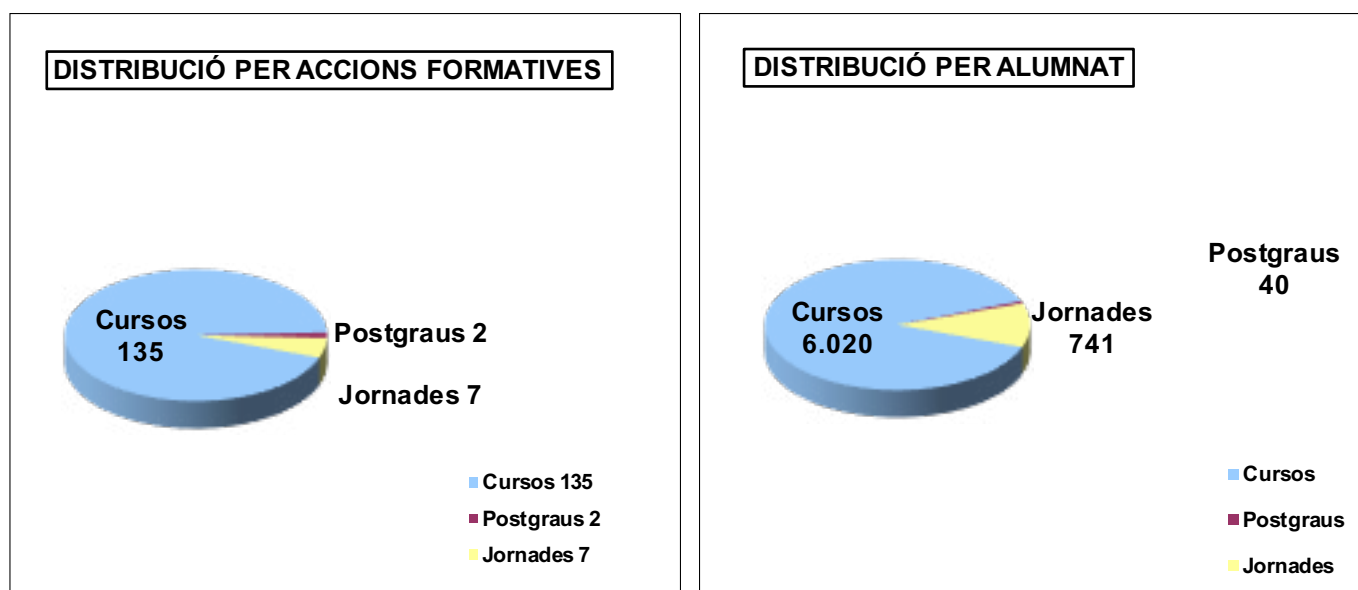 DISTRIBUCIÓ PER ACCIONS FORMATIVES
Cursos
135
Postgraus 2
Jornades 7
Cursos 135
Postgraus 2
Jornades 7
DISTRIBUCIÓ PER ALUMNAT
Postgraus
40
Cursos
6.020
Jornades
741
Cursos
Postgraus
Jornades